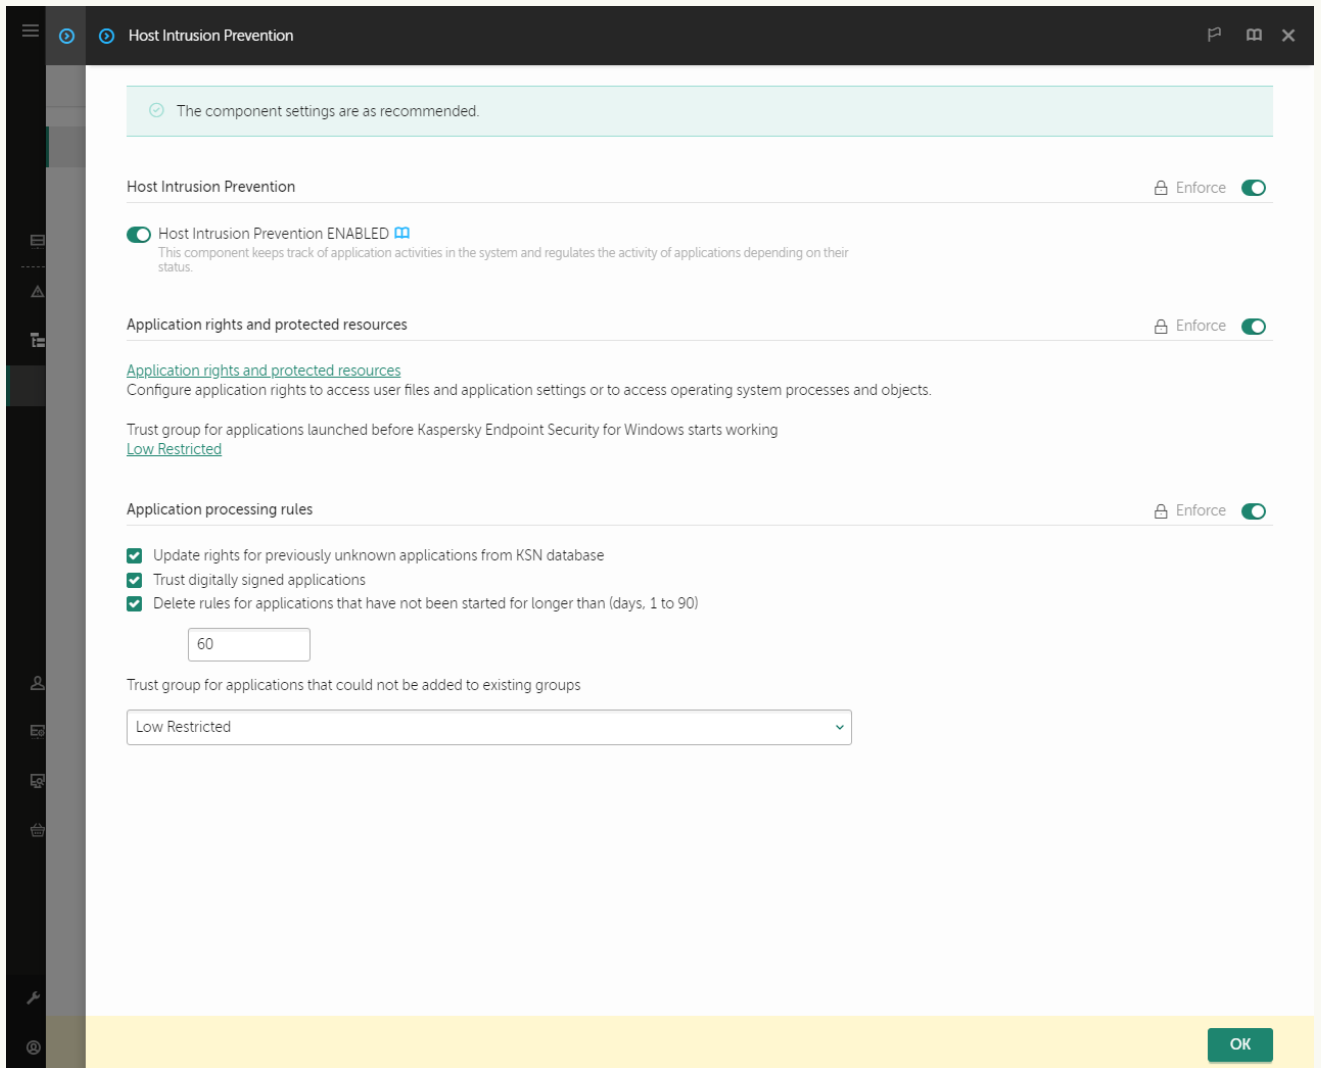 Host Intrusion Prevention
The component settings are as recommended.
Host Intrusion Prevention
Enforce
Host Intrusion Prevention ENABLED
This component keeps track of application activities in the system and regulates the activity of applications depending on their
status.
Application rights and protected resources
Enforce
Application rights and protected resources
Configure application rights to access user files and application settings or to access operating system processes and objects.
Trust group for applications launched before Kaspersky Endpoint Security for Windows starts working
Low Restricted
Application processing rules
Enforce
Update rights for previously unknown applications from KSN database
Trust digitally signed applications
Delete rules for applications that have not been started for longer than (days, 1 to 90)
60
Trust group for applications that could not be added to existing groups
Low Restricted
OK